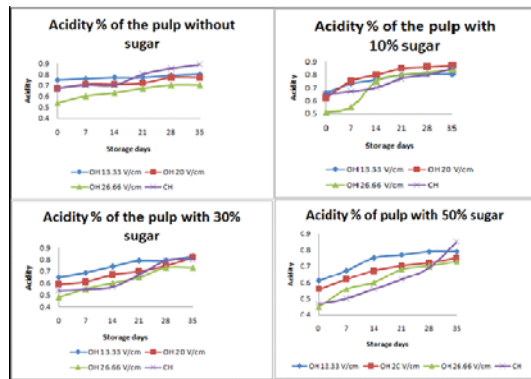 Acidity % of the pulp without
sugar
0.9
0.8
0.7
0.6
0.5
0.4
Acidity
0 7 14 21 28 35
Storage days
OH 13.33 V/cm OH 20 V/cm
OH 26.66 V/cm CH
Acidity % of the pulp with
10% sugar
0.9
0.8
0.7
0.6
0.5
Acidity
0 7 14 21 28 35
Storage days
OH 13.33 V/cm OH 20 V/cm
OH 26.66 V/cm CH
Acidity % of the pulp with 30%
sugar
0.9
0.8
0.7
0.6
0.5
0.4
Acidity
0 7 14 21 28 35
Storage days
OH 13.33 V/cm OH 20 V/cm
OH 26.66 V/cm CH
Acidity % of pulp with 50% sugar
0.9
0.8
0.7
0.6
0.5
0.4
Acidity
0 7 14 21 28 35
Storage days
OH 13.33 V/cm OH 2C V/cm OH 26.66 V/cm CH